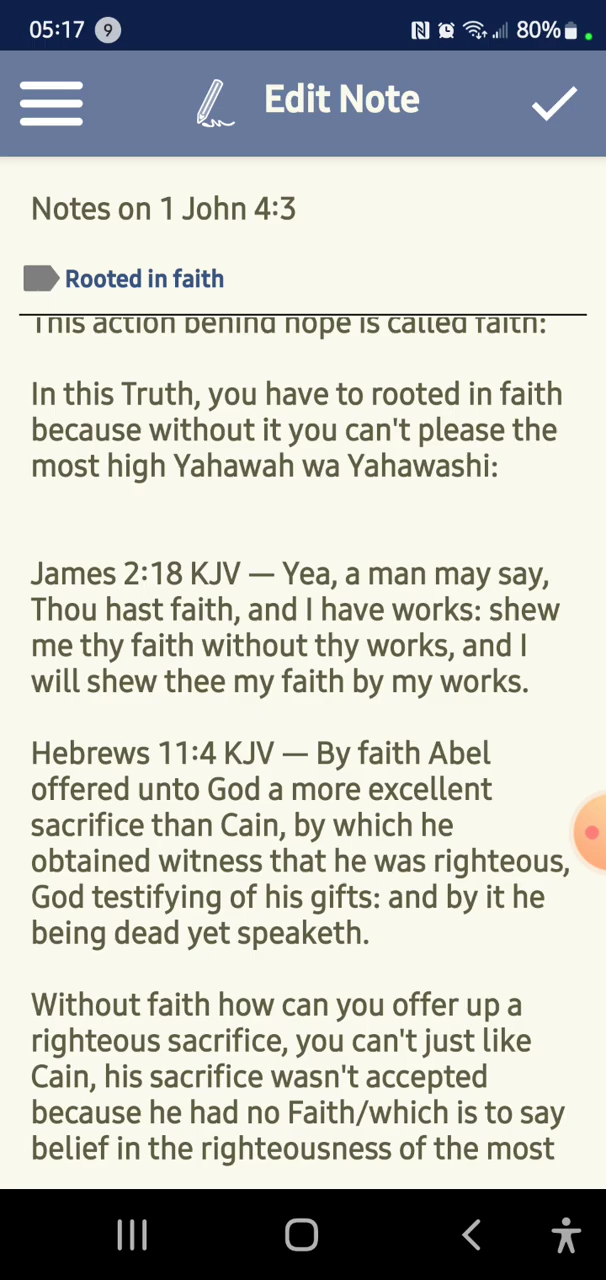 05:17 9 80%
Edit Note
Notes on 1 John 4:3
Rooted in faith
This action behind hope is called faith:
In this Truth, you have to rooted in faith
because without it you can't please the
most high Yahawah wa Yahawashi:
James 2:18 KJV — Yea, a man may say,
Thou hast faith, and I have works: shew
me thy faith without thy works, and I
will shew thee my faith by my works.
Hebrews 11:4 KJV — By faith Abel
offered unto God a more excellent
sacrifice than Cain, by which he
obtained witness that he was righteous,
God testifying of his gifts: and by it he
being dead yet speaketh.
Without faith how can you offer up a
righteous sacrifice, you can't just like
Cain, his sacrifice wasn't accepted
because he had no Faith/which is to say
belief in the righteousness of the most